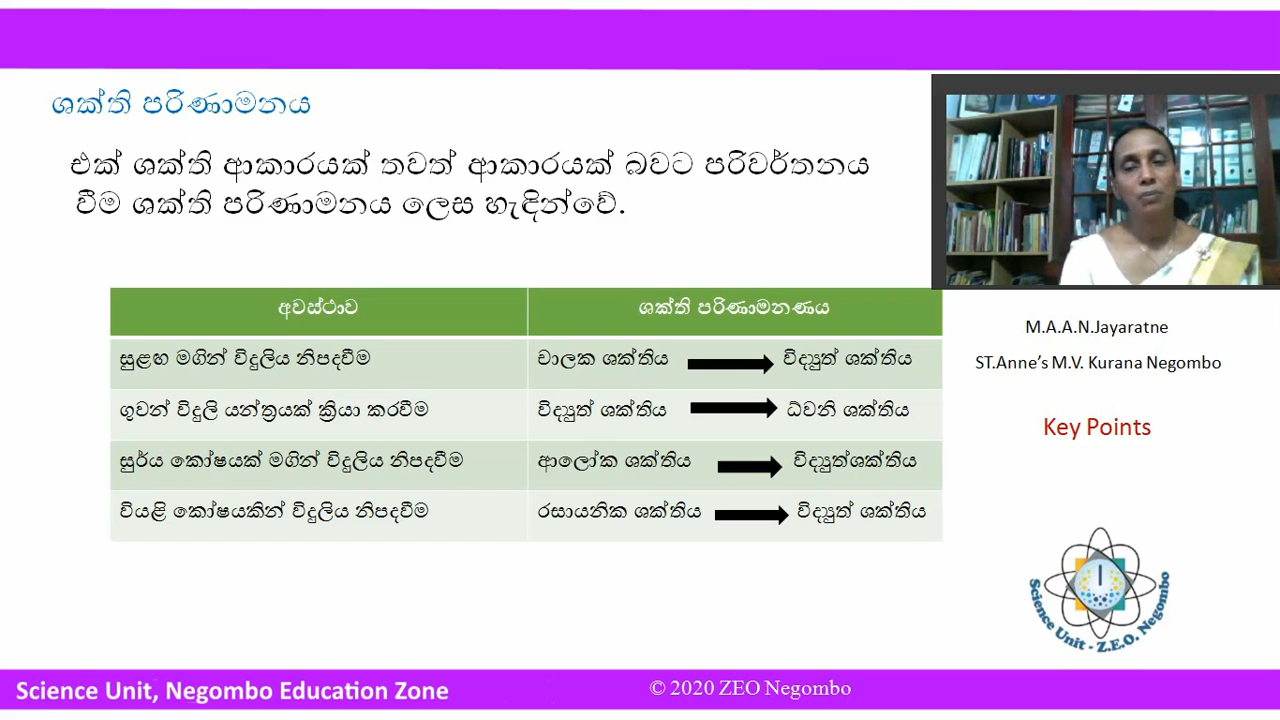 ශක්ති පරිණාමනය
එක් ශක්ති ආකාරයක් තවත් ආකාරයක් බවට පරිවර්තනය
වීම ශක්ති පරිණාමනය ලෙස හැඳින්වේ.
අවස්ථාව ශක්ති පරිණාමනණය
සුළඟ මගින් විදුලිය නිපදවීම චාලක ශක්තිය විද්‍යුත් ශක්තිය
ගුවන් විදුලි යන්ත්‍රයක් ක්‍රියා කරවීම විද්‍යුත් ශක්තිය ධ්වනි ශක්තිය
සුර්ය කෝෂයක් මගින් විදුලිය නිපදවීම ආලෝක ශක්තිය විද්‍යුත්ශක්තිය
වියළි කෝෂයකින් විදුලිය නිපදවීම රසායනික ශක්තිය විද්‍යුත් ශක්තිය
M.A.A.N.Jayaratne
ST.Anne's M.V. Kurana Negombo
Key Points
Science Unit - Z.E.O. Negombo
Science Unit, Negombo Education Zone
© 2020 ZEO Negombo